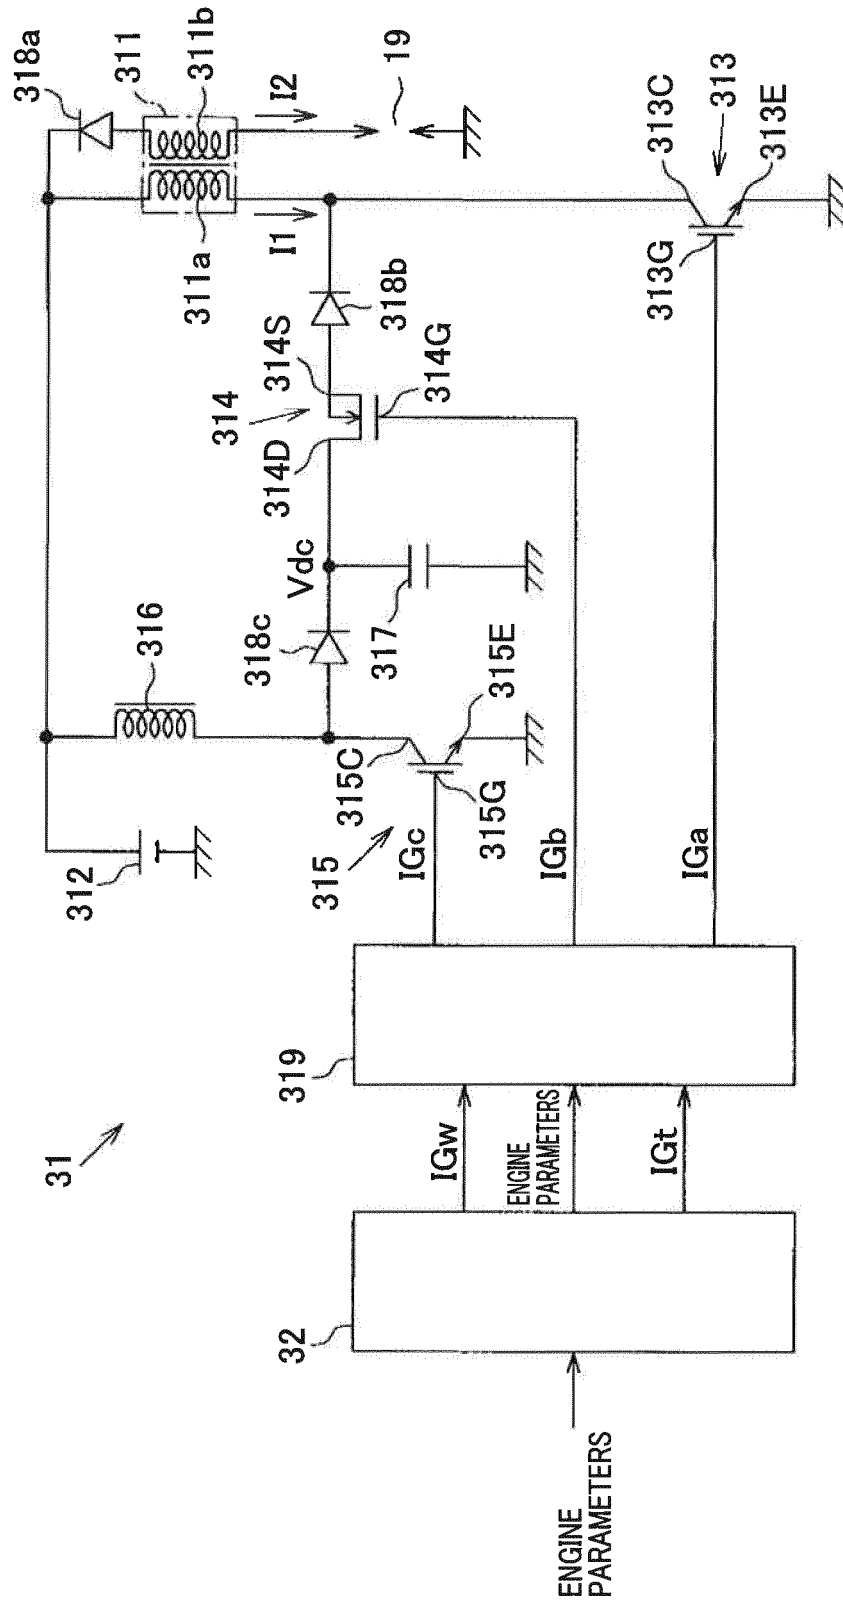 31
318a
311
311b
311a
I1
I2
19
316
312
318c
Vdc
318b
314
314S
314D
314G
317
315
315C
315E
315G
313C
313
313E
313G
IGc
IGb
IGa
319
32
IGw
ENGINE
PARAMETERS
IGt
ENGINE
PARAMETERS